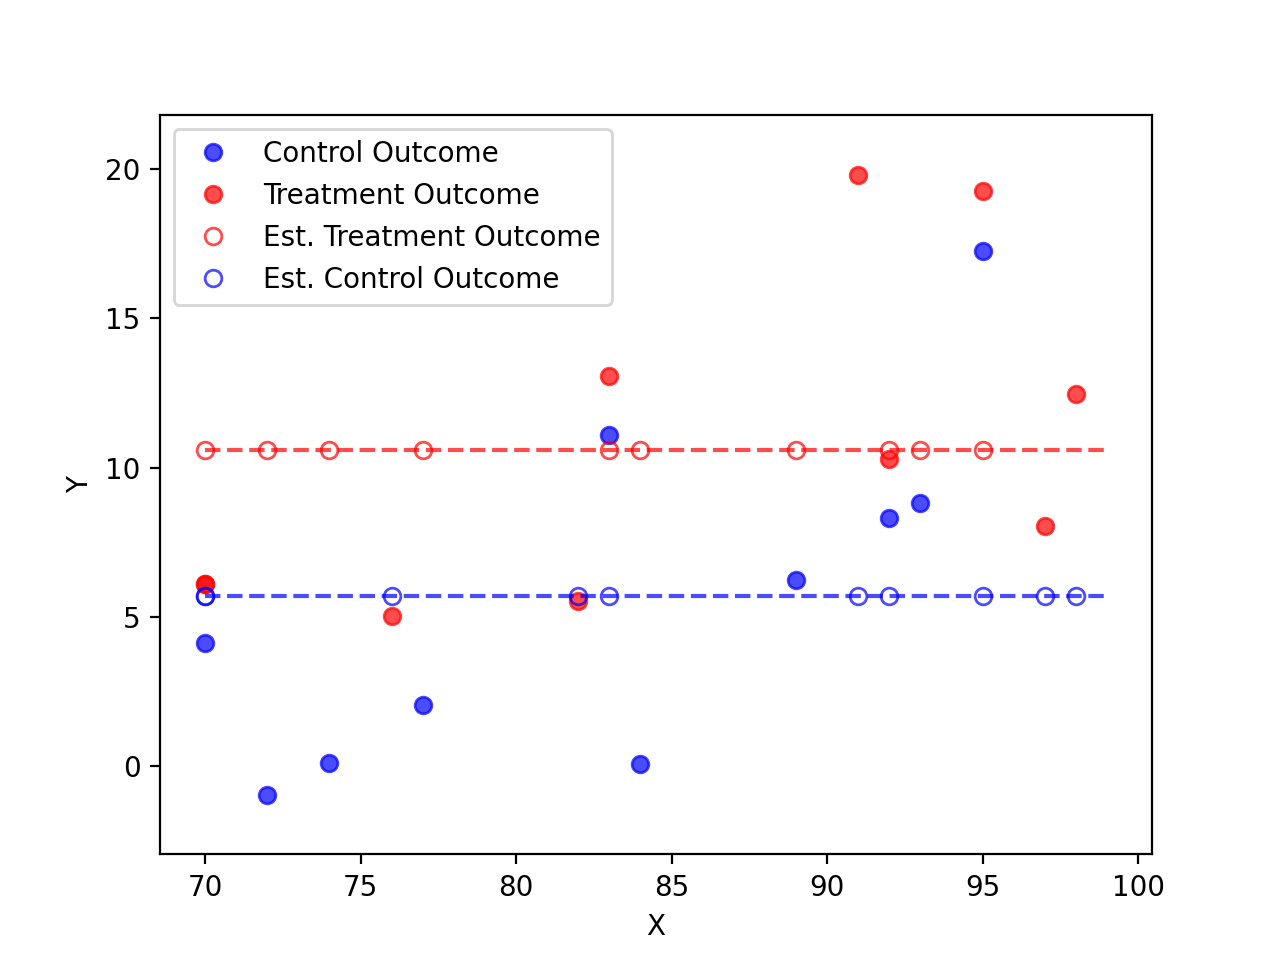 Control Outcome
Treatment Outcome
Est. Treatment Outcome
Est. Control Outcome
20
15
10
5
0
Y
70 75 80 85 90 95 100
X